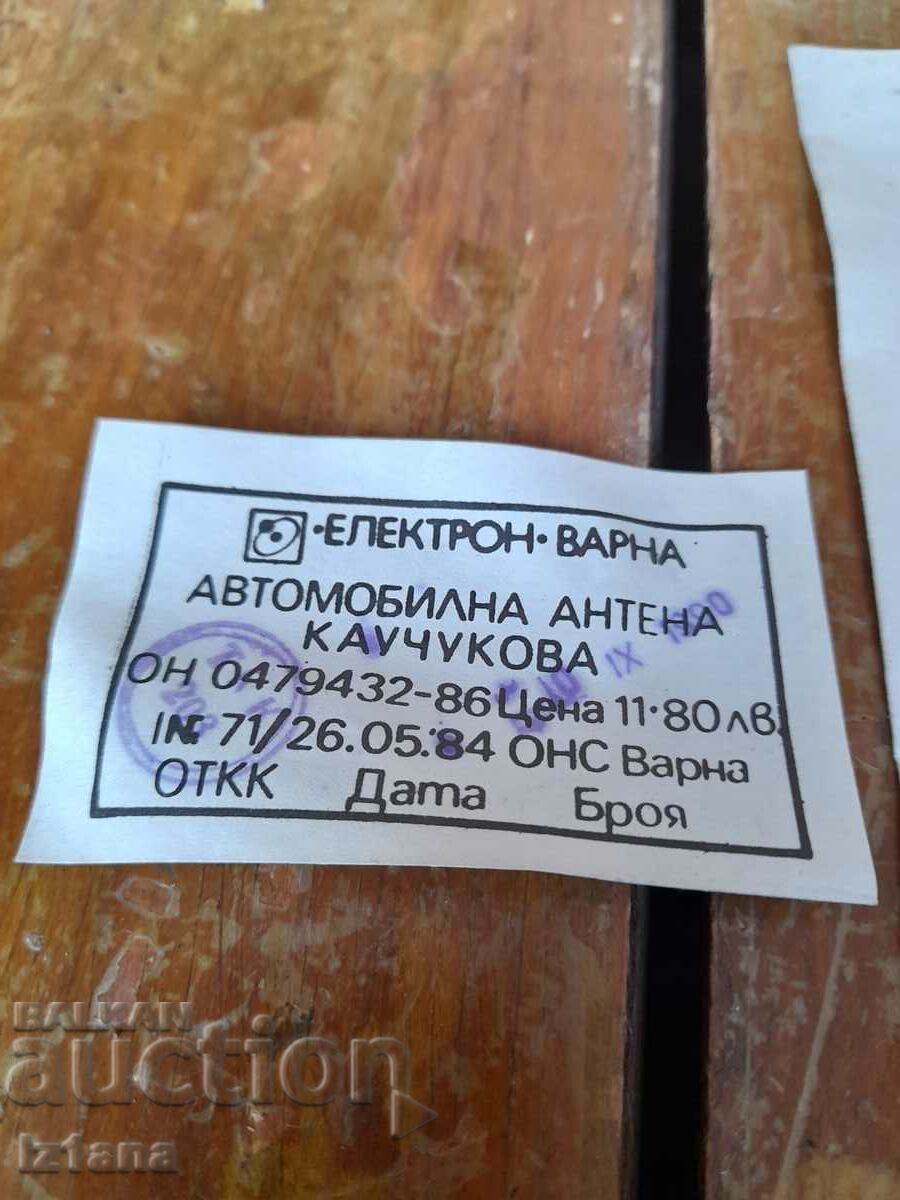 ·ЕЛЕКТРОН·ВАРНА
АВТОМОБИЛНА АНТЕНА
КАУЧУКОВА
ОН 0479432-86 Цена 11·80 лв.
71/26.05.84 ОНС Варна
ОТКК Дата Броя
IX
BALKAN
auction
iz1ana